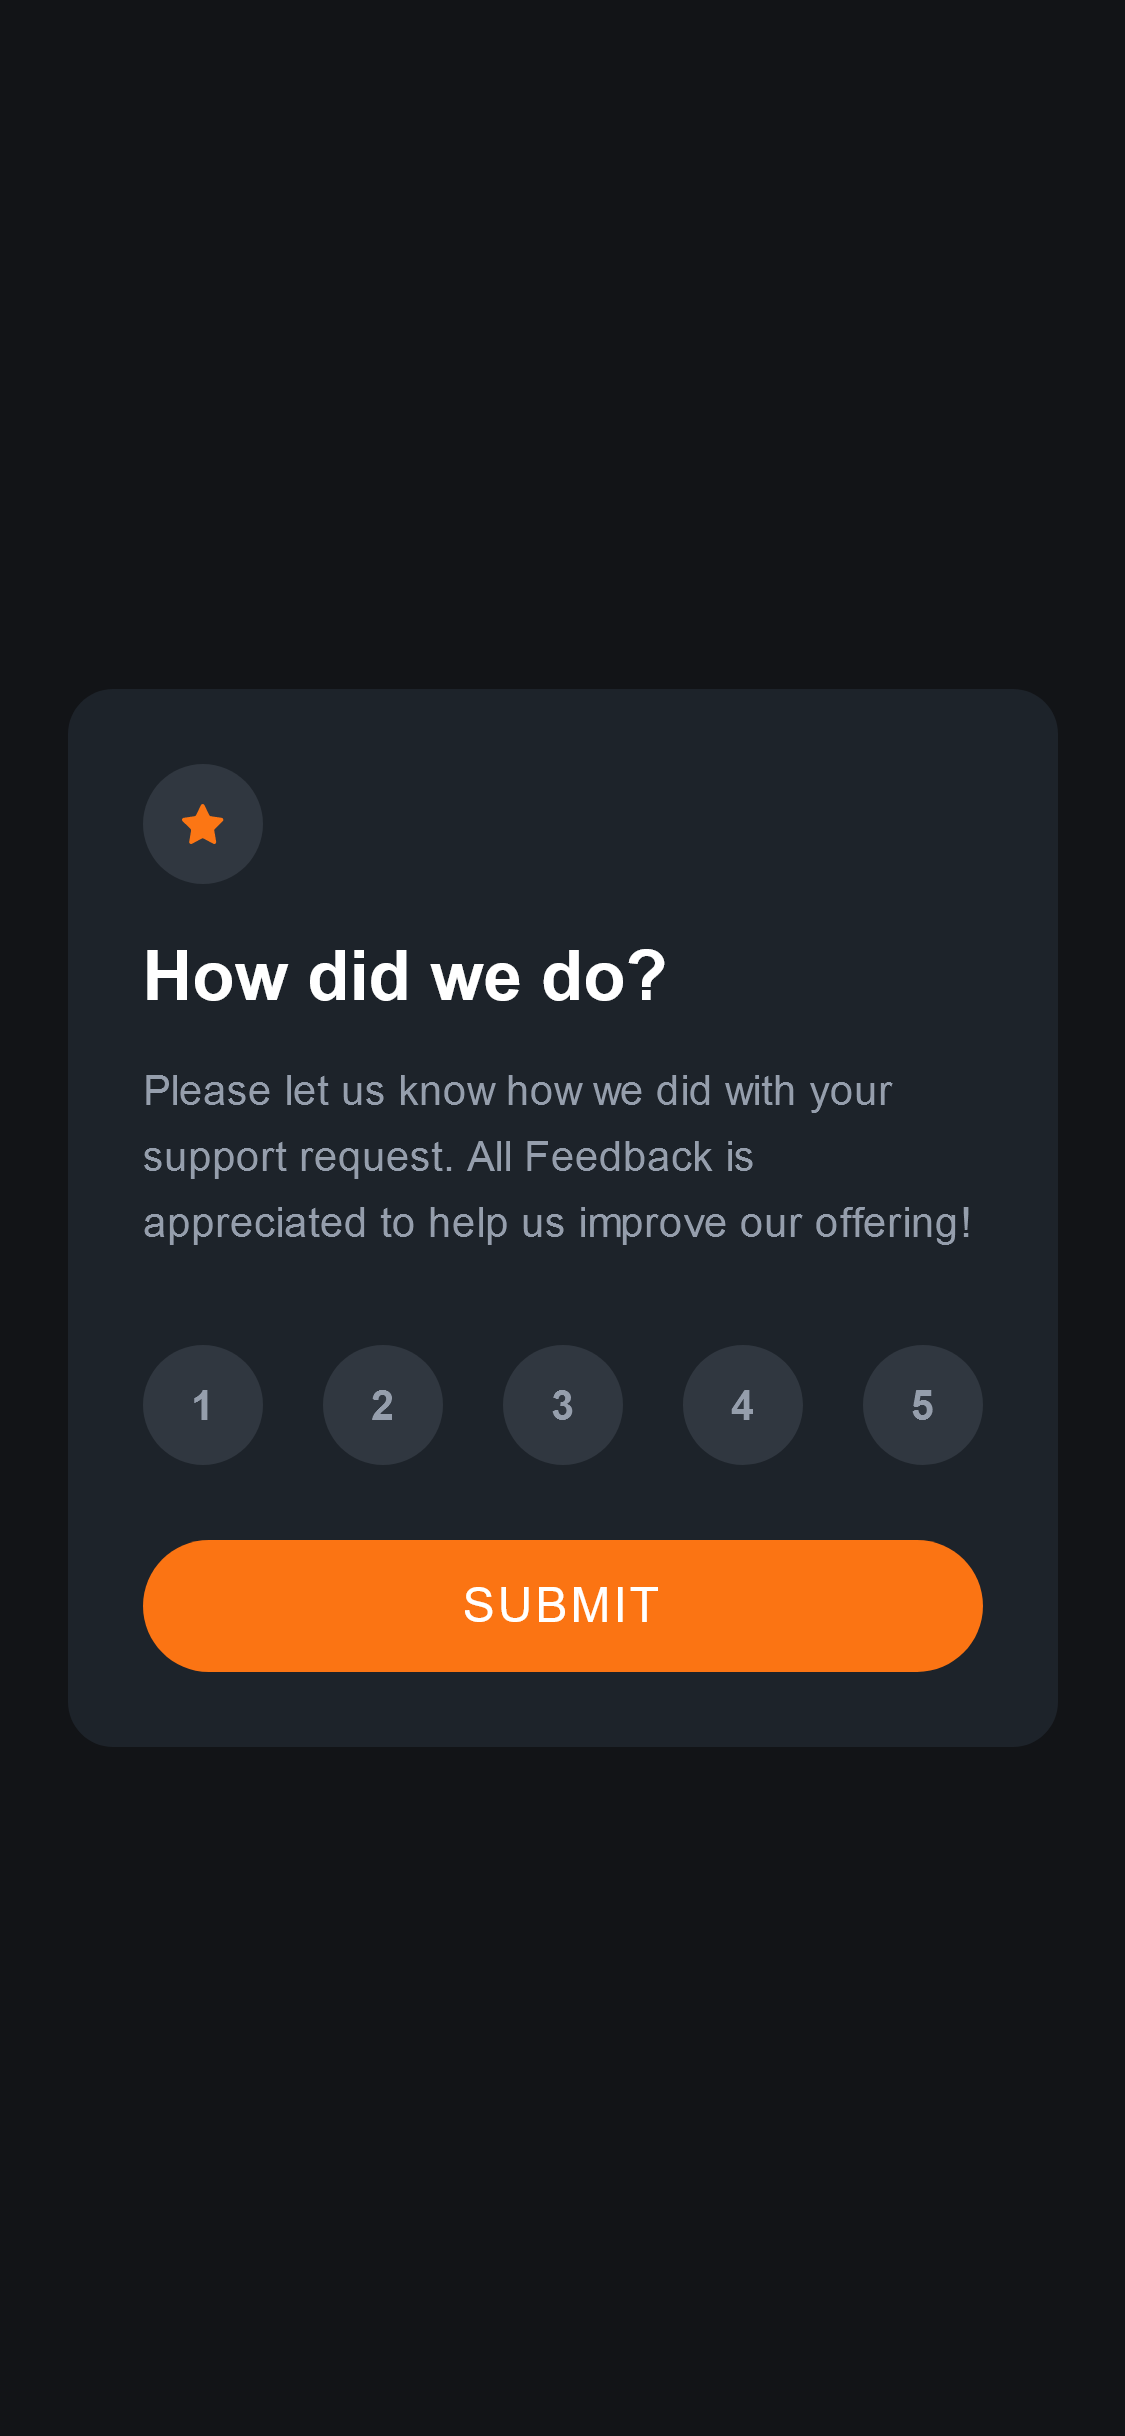 How did we do?
Please let us know how we did with your
support request. All Feedback is
appreciated to help us improve our offering!
1 2 3 4 5
SUBMIT